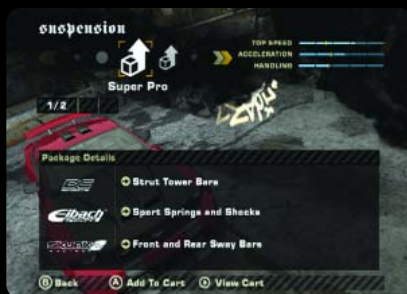 suspension
TOP SPEED
ACCELERATION
HANDLING
Super Pro
1/2
Package Details
Strut Tower Bars
Eibach
Sport Springs and Shocks
Front and Rear Sway Bars
B Back
A Add To Cart
View Cart